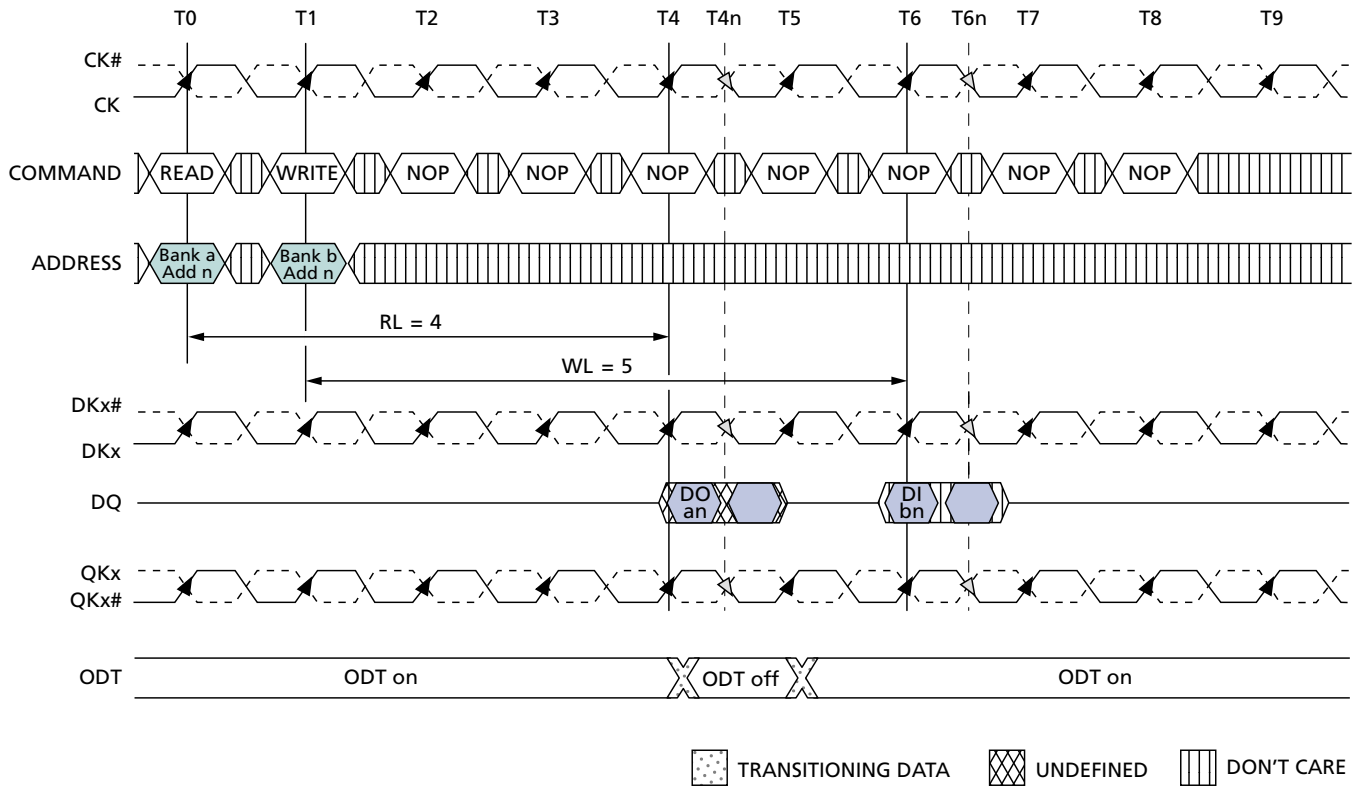 T0 T1 T2 T3 T4 T4n T5 T6 T6n T7 T8 T9
CK#
CK
COMMAND READ WRITE NOP NOP NOP NOP NOP NOP NOP
ADDRESS Bank a Add n Bank b Add n
RL = 4
WL = 5
DKx#
DKx
DQ DO an DI bn
QKx
QKx#
ODT ODT on ODT off ODT on
TRANSITIONING DATA UNDEFINED DON'T CARE